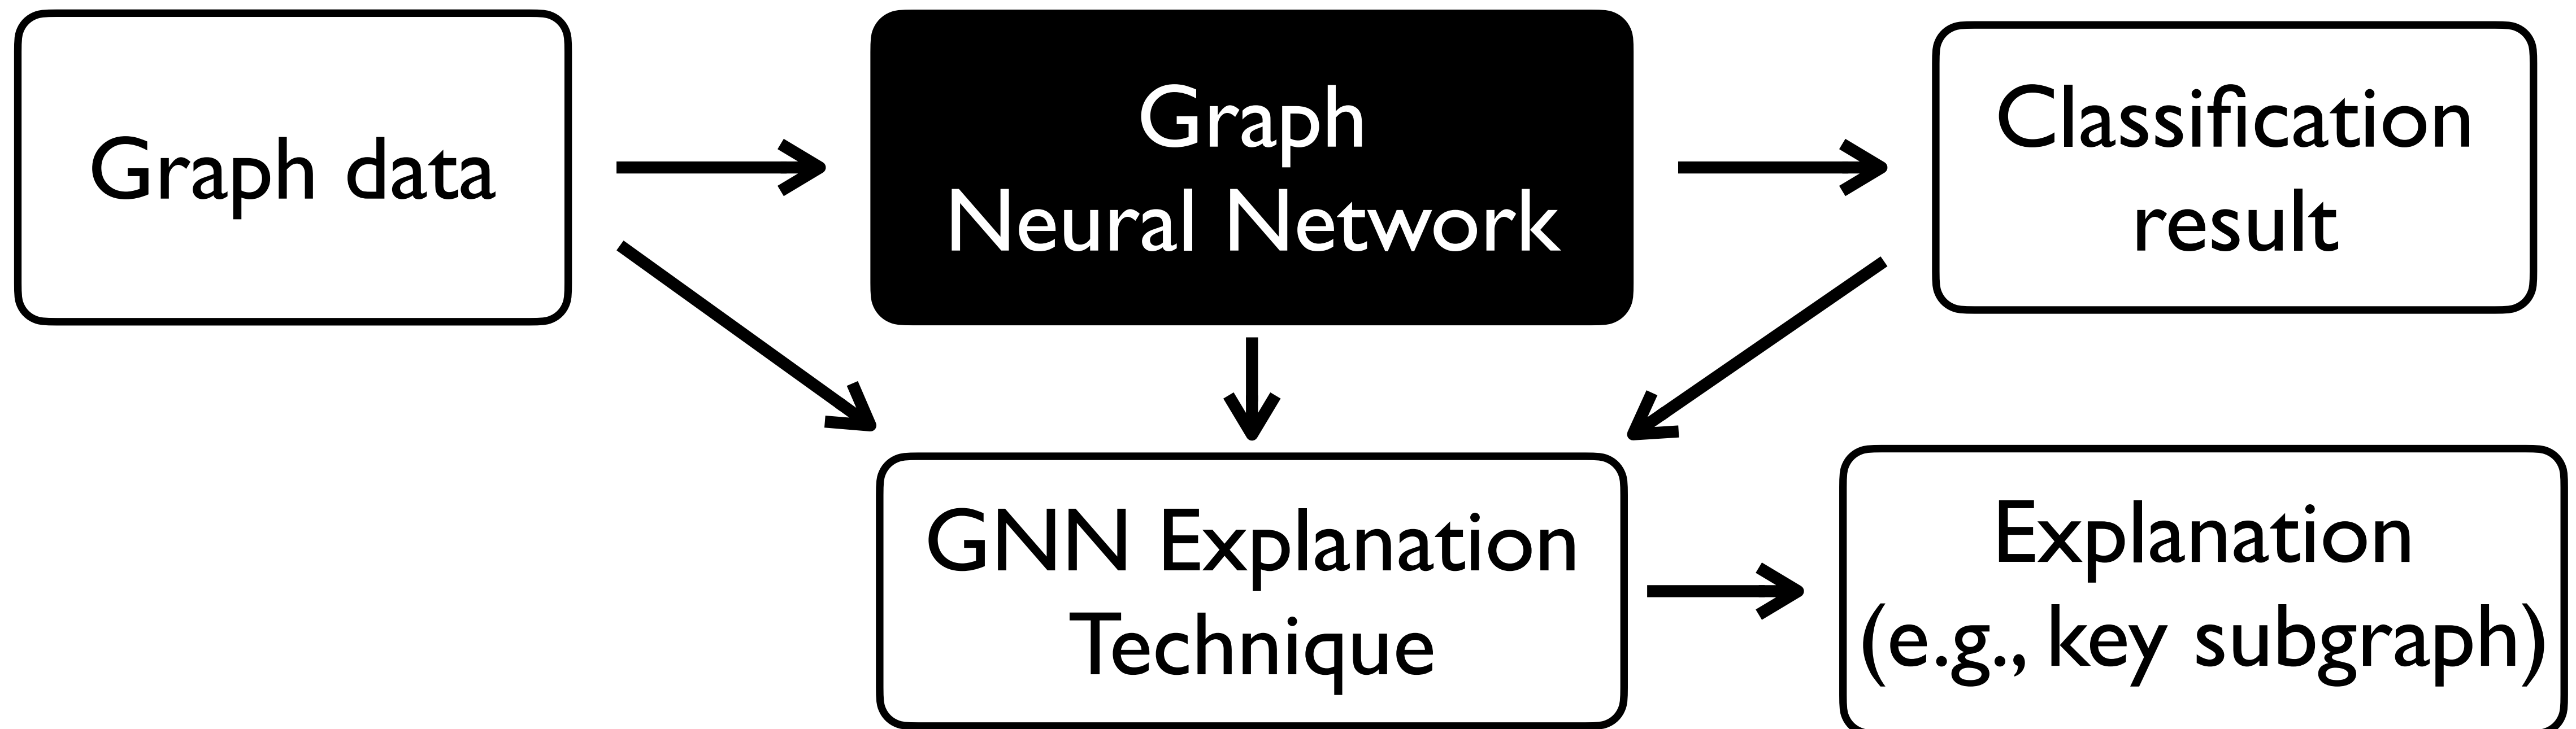 Graph data
Graph
Neural Network
Classification
result
GNN Explanation
Technique
Explanation
(e.g., key subgraph)